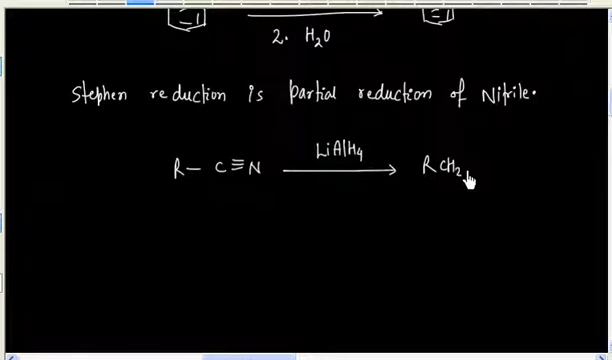 2. H2O
Stephen reduction is partial reduction of Nitrile.
LiAlH4
R – C ≡ N ⟶ RCH2